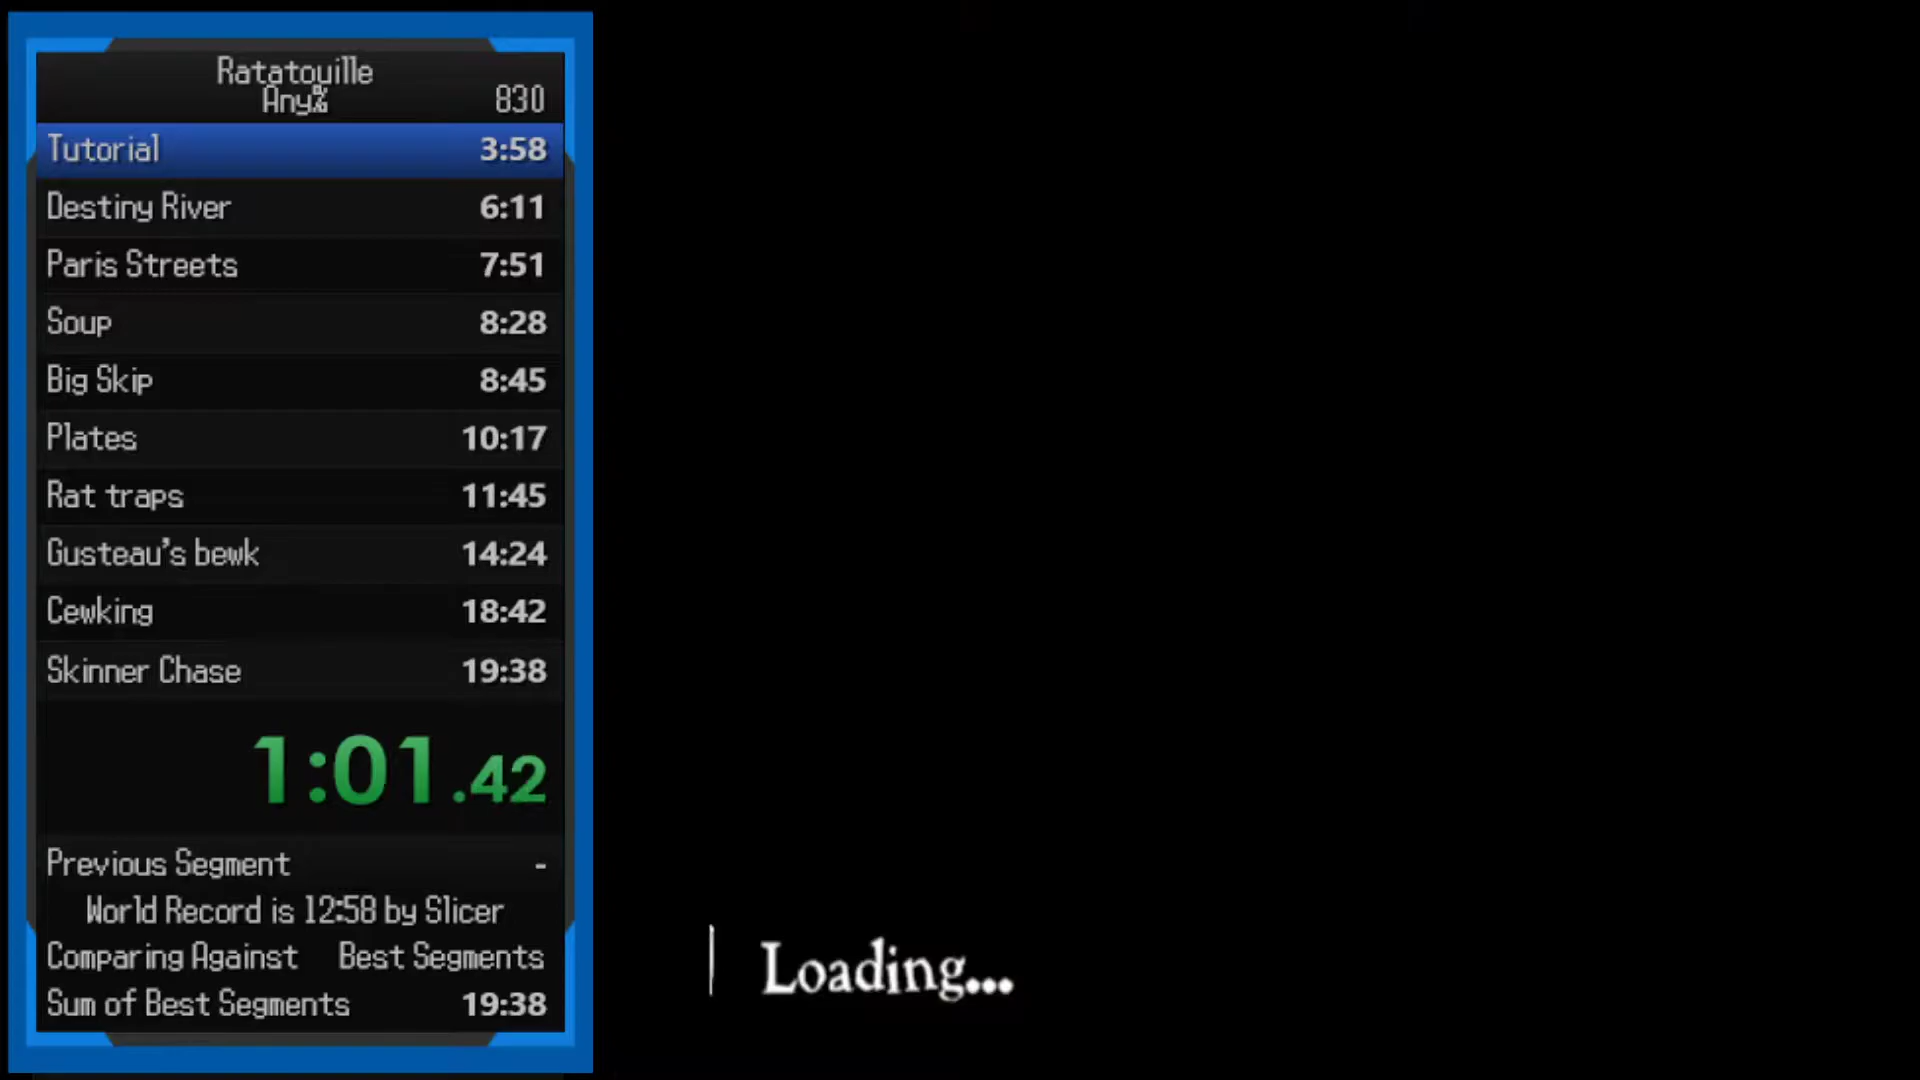 Ratatouille
Any% 830
Tutorial 3:58
Destiny River 6:11
Paris Streets 7:51
Soup 8:28
Big Skip 8:45
Plates 10:17
Rat traps 11:45
Gusteau's bewk 14:24
Cewking 18:42
Skinner Chase 19:38
1:01.42
Previous Segment -
World Record is 12:58 by Slicer
Comparing Against Best Segments
Sum of Best Segments 19:38
Loading...